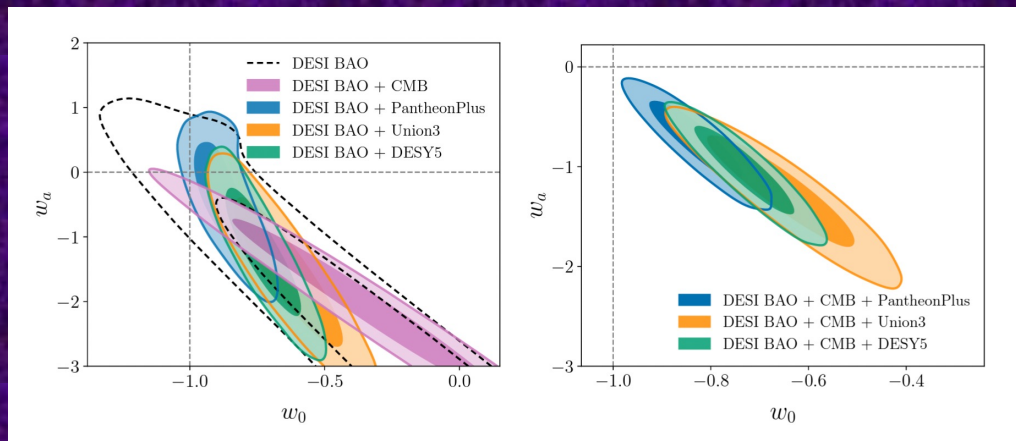 2
1
0
−1
−2
−3
w_a
−1.0
−0.5
0.0
w_0
DESI BAO
DESI BAO + CMB
DESI BAO + PantheonPlus
DESI BAO + Union3
DESI BAO + DESY5
0
−1
−2
−3
w_a
−1.0
−0.8
−0.6
−0.4
w_0
DESI BAO + CMB + PantheonPlus
DESI BAO + CMB + Union3
DESI BAO + CMB + DESY5